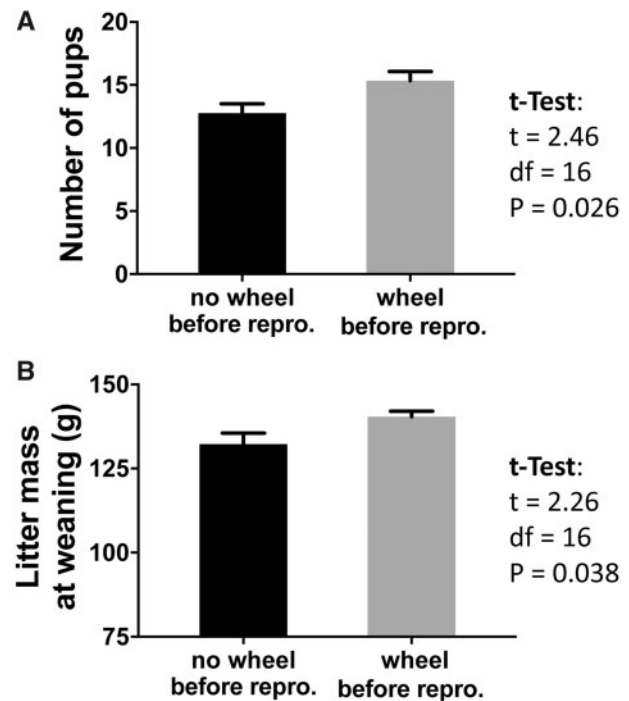 A
Number of pups
20
15
10
5
0
no wheel
before repro.
wheel
before repro.
t-Test:
t = 2.46
df = 16
P = 0.026
B
Litter mass
at weaning (g)
150
125
100
75
no wheel
before repro.
wheel
before repro.
t-Test:
t = 2.26
df = 16
P = 0.038